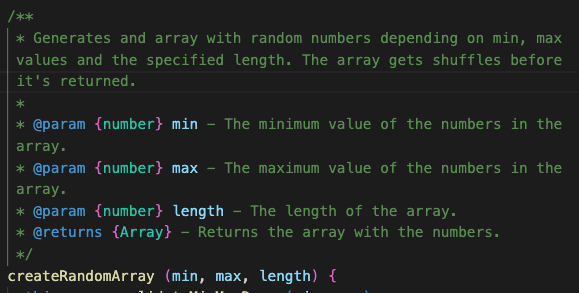 /**
* Generates and array with random numbers depending on min, max
values and the specified length. The array gets shuffles before
it's returned.
*
* @param {number} min – The minimum value of the numbers in the
array.
* @param {number} max – The maximum value of the numbers in the
array.
* @param {number} length – The length of the array.
* @returns {Array} – Returns the array with the numbers.
*/
createRandomArray (min, max, length) {